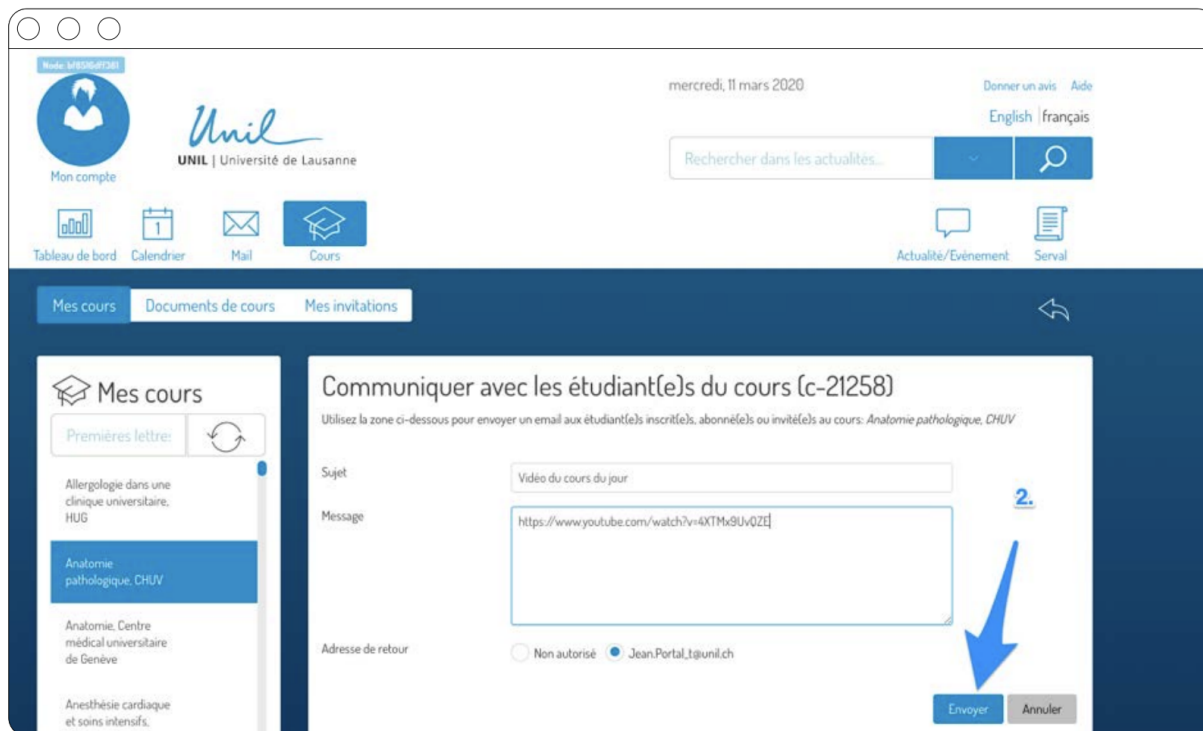 Node: bf8516dff361
mercredi, 11 mars 2020
Donner un avis Aide
English | français
Unil
UNIL | Université de Lausanne
Rechercher dans les actualités...
Mon compte
1
Tableau de bord Calendrier Mail Cours
Actualité/Evénement Serval
Mes cours Documents de cours Mes invitations
Mes cours
Premières lettre:
Allergologie dans une
clinique universitaire,
HUG
Anatomie
pathologique, CHUV
Anatomie, Centre
médical universitaire
de Genève
Anesthésie cardiaque
et soins intensifs,
Communiquer avec les étudiant(e)s du cours (c-21258)
Utilisez la zone ci-dessous pour envoyer un email aux étudiant(e)s inscrit(e)s, abonné(e)s ou invité(e)s au cours: Anatomie pathologique, CHUV
Sujet
Vidéo du cours du jour
Message
https://www.youtube.com/watch?v=4XTMx9UvQZE
2.
Adresse de retour
Non autorisé Jean.Portal_t@unil.ch
Envoyer Annuler